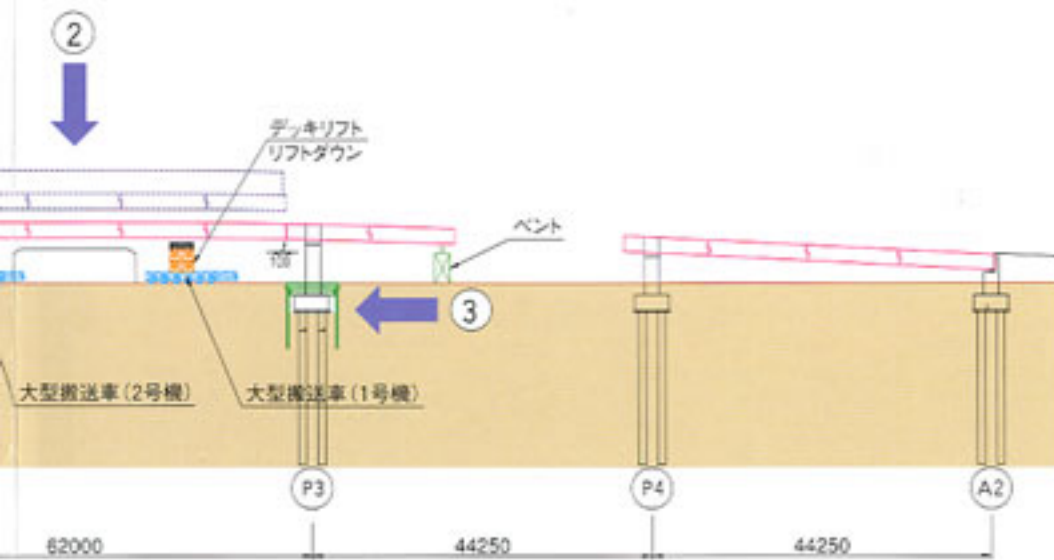 ②
デッキリフト
リフトダウン
ベント
③
大型搬送車(2号機)
大型搬送車(1号機)
P3
P4
A2
62000
44250
44250